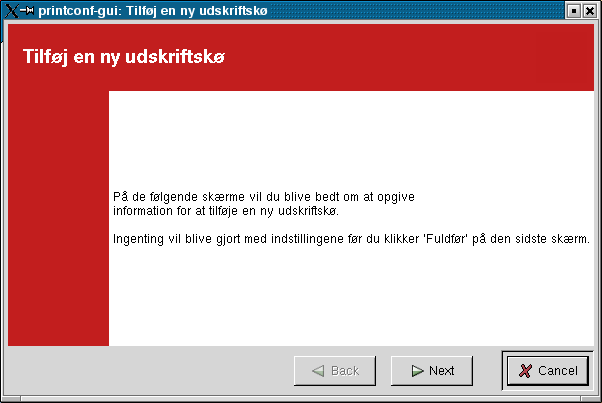 printconf-gui: Tilføj en ny udskriftskø
Tilføj en ny udskriftskø
På de følgende skærme vil du blive bedt om at opgive
information for at tilføje en ny udskriftskø.
Ingenting vil blive gjort med indstillingene før du klikker 'Fuldfør' på den sidste skærm.
Back
Next
Cancel